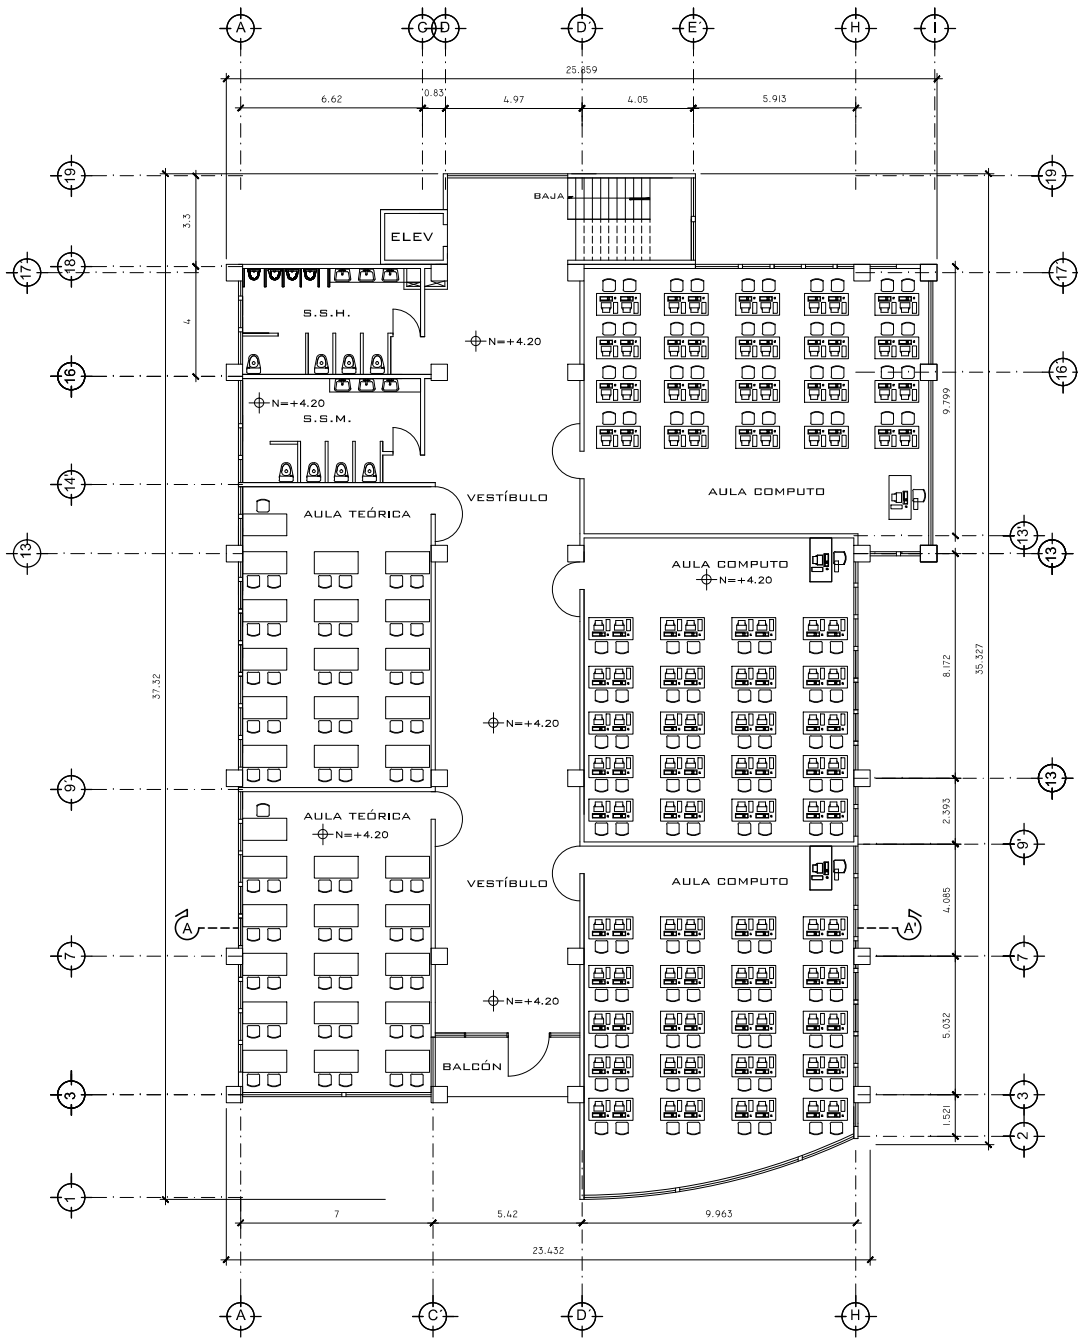 A C D D' E' H I
25.859
6.62 0.83 4.97 4.05 5.913
19 19
BAJA
3.3
ELEV
18
17 17
S.S.H.
4
N=+4.20
16 16
N=+4.20
S.S.M.
9.799
14'
VESTÍBULO
AULA COMPUTO
AULA TEÓRICA
13'
13 13
AULA COMPUTO
N=+4.20
37.32
8.172
35.327
N=+4.20
9' 13
AULA TEÓRICA
N=+4.20
2.393
9'
VESTÍBULO
AULA COMPUTO
4.085
A A'
7 7
N=+4.20
5.032
BALCÓN
3 3
1.521
2
1
7 5.42 9.963
23.432
A C' D' H